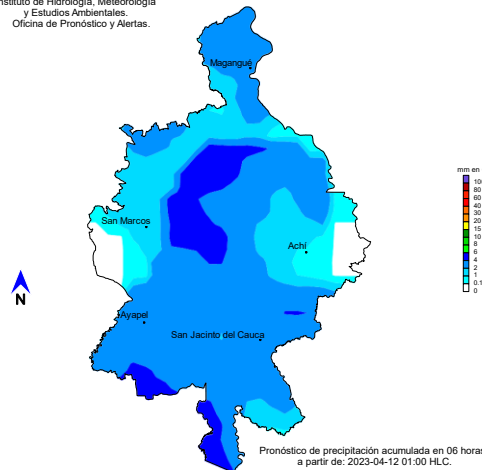 nstituto de Hidrología, Meteorología
y Estudios Ambientales.
Oficina de Pronóstico y Alertas.
Magangué
San Marcos
Achí
Ayapel
San Jacinto del Cauca
N
mm en
100
80
60
40
30
20
15
10
8
6
4
2
1
0.1
0
Pronóstico de precipitación acumulada en 06 horas
a partir de: 2023-04-12 01:00 HLC.